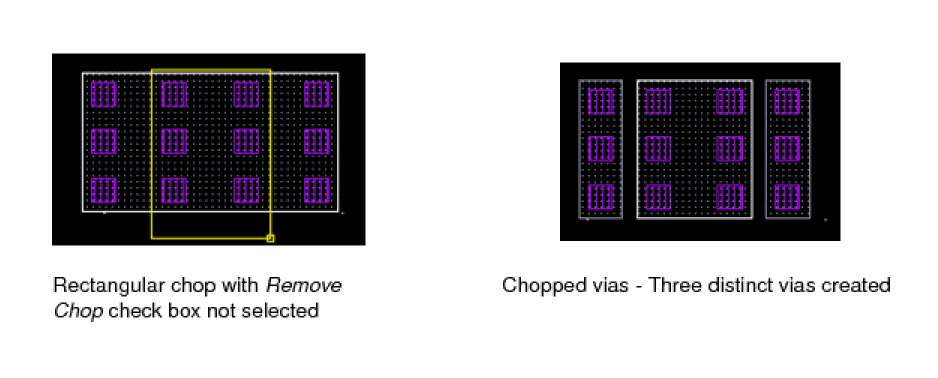 Rectangular chop with Remove
Chop check box not selected
Chopped vias - Three distinct vias created